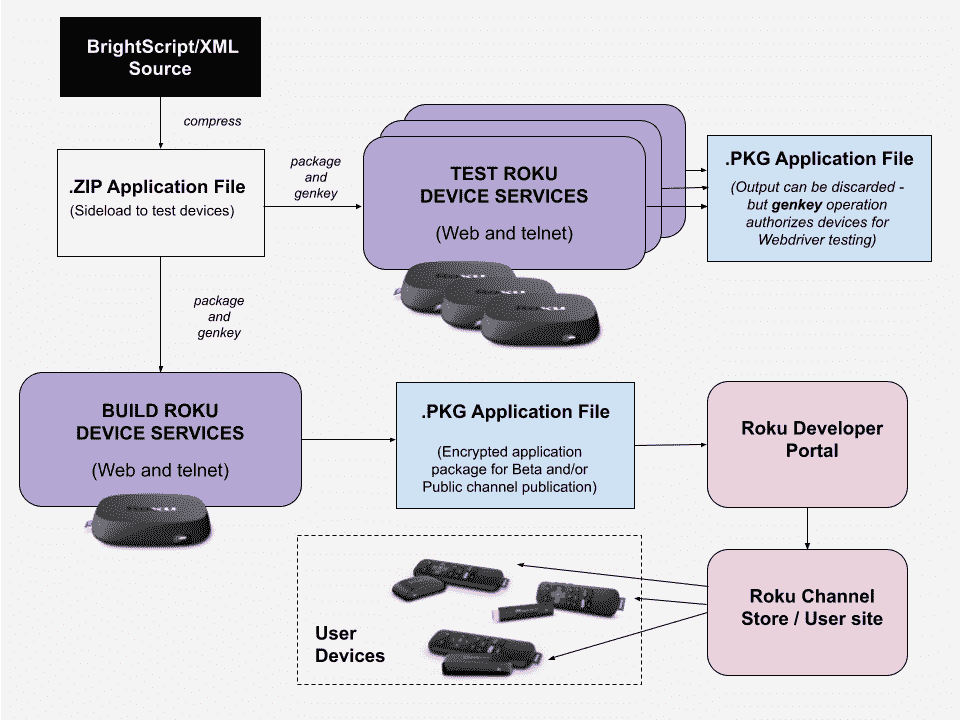 BrightScript/XML
Source
compress
.ZIP Application File
(Sideload to test devices)
package
and
genkey
TEST ROKU
DEVICE SERVICES
(Web and telnet)
.PKG Application File
(Output can be discarded -
but genkey operation
authorizes devices for
Webdriver testing)
package
and
genkey
BUILD ROKU
DEVICE SERVICES
(Web and telnet)
.PKG Application File
(Encrypted application
package for Beta and/or
Public channel publication)
Roku Developer
Portal
Roku Channel
Store / User site
User
Devices